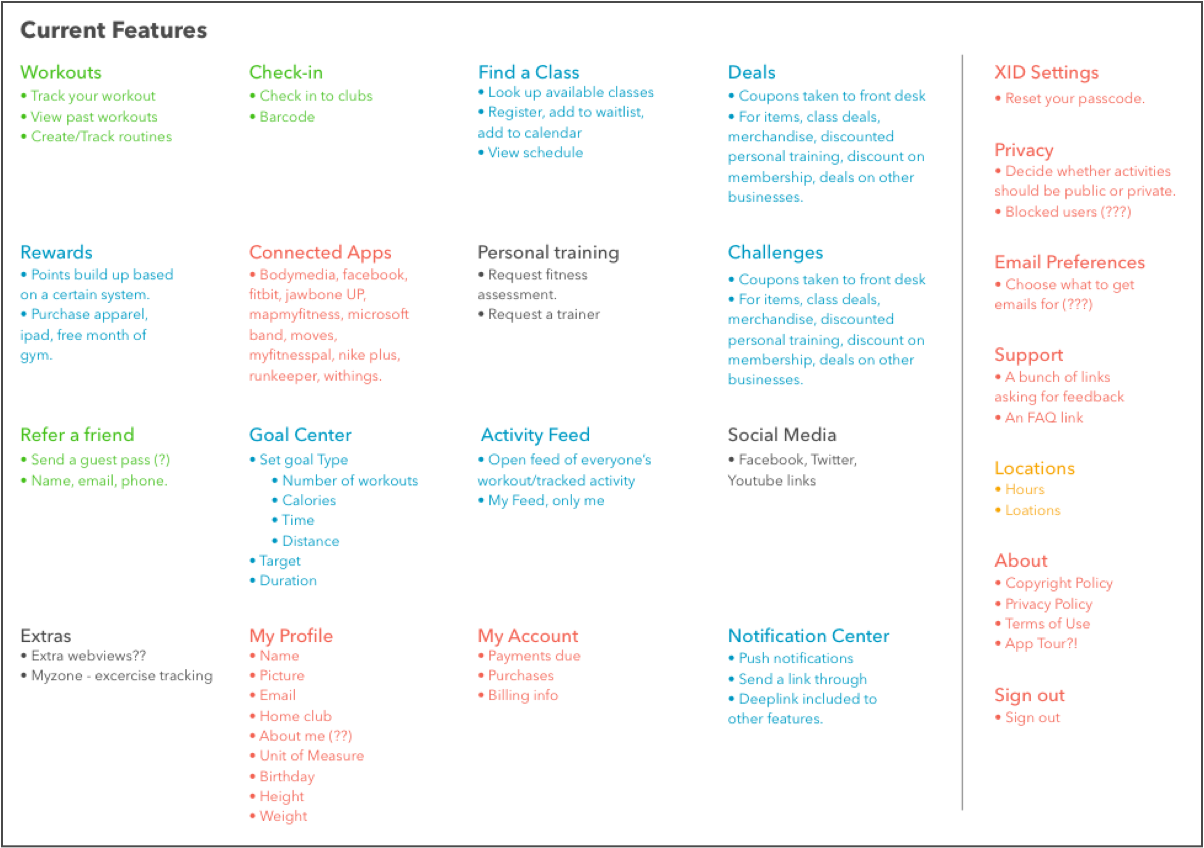 Current Features
Workouts
• Track your workout
• View past workouts
• Create/Track routines
Check-in
• Check in to clubs
• Barcode
Find a Class
• Look up available classes
• Register, add to waitlist,
add to calendar
• View schedule
Deals
• Coupons taken to front desk
• For items, class deals,
merchandise, discounted
personal training, discount on
membership, deals on other
businesses.
Rewards
• Points build up based
on a certain system.
• Purchase apparel,
ipad, free month of
gym.
Connected Apps
• Bodymedia, facebook,
fitbit, jawbone UP,
mapmyfitness, microsoft
band, moves,
myfitnesspal, nike plus,
runkeeper, withings.
Personal training
• Request fitness
assessment.
• Request a trainer
Challenges
• Coupons taken to front desk
• For items, class deals,
merchandise, discounted
personal training, discount on
membership, deals on other
businesses.
Refer a friend
• Send a guest pass (?)
• Name, email, phone.
Goal Center
• Set goal Type
• Number of workouts
• Calories
• Time
• Distance
• Target
• Duration
Activity Feed
• Open feed of everyone's
workout/tracked activity
• My Feed, only me
Social Media
• Facebook, Twitter,
Youtube links
Extras
• Extra webviews??
• Myzone - excercise tracking
My Profile
• Name
• Picture
• Email
• Home club
• About me (??)
• Unit of Measure
• Birthday
• Height
• Weight
My Account
• Payments due
• Purchases
• Billing info
Notification Center
• Push notifications
• Send a link through
• Deeplink included to
other features.
XID Settings
• Reset your passcode.
Privacy
• Decide whether activities
should be public or private.
• Blocked users (???)
Email Preferences
• Choose what to get
emails for (???)
Support
• A bunch of links
asking for feedback
• An FAQ link
Locations
• Hours
• Loations
About
• Copyright Policy
• Privacy Policy
• Terms of Use
• App Tour?!
Sign out
• Sign out